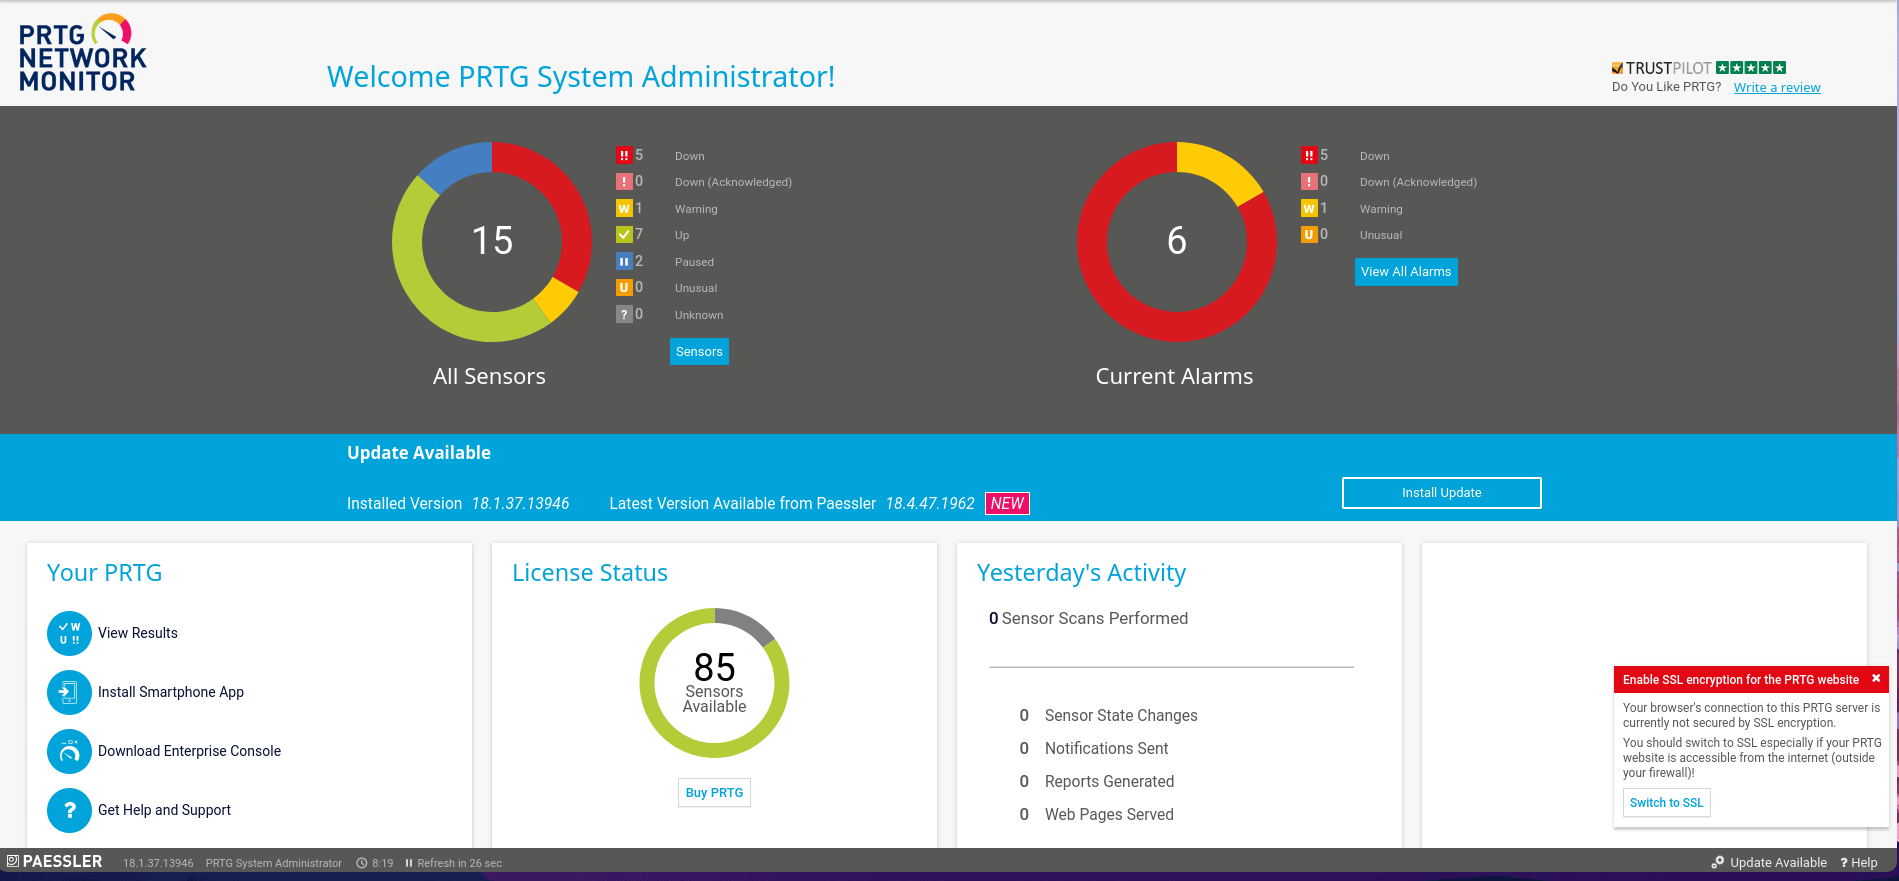 PRTG
NETWORK
MONITOR
Welcome PRTG System Administrator!
TRUSTPILOT
Do You Like PRTG? Write a review
15
All Sensors
!! 5 Down
! 0 Down (Acknowledged)
W 1 Warning
7 Up
2 Paused
U 0 Unusual
? 0 Unknown
Sensors
6
Current Alarms
!! 5 Down
! 0 Down (Acknowledged)
W 1 Warning
U 0 Unusual
View All Alarms
Update Available
Installed Version 18.1.37.13946 Latest Version Available from Paessler 18.4.47.1962 NEW
Install Update
Your PRTG
W
U !!
View Results
Install Smartphone App
Download Enterprise Console
? Get Help and Support
License Status
85
Sensors
Available
Buy PRTG
Yesterday's Activity
0 Sensor Scans Performed
0 Sensor State Changes
0 Notifications Sent
0 Reports Generated
0 Web Pages Served
Enable SSL encryption for the PRTG website
Your browser's connection to this PRTG server is
currently not secured by SSL encryption.
You should switch to SSL especially if your PRTG
website is accessible from the internet (outside
your firewall)!
Switch to SSL
PAESSLER 18.1.37.13946 PRTG System Administrator 8:19 Refresh in 26 sec
Update Available ? Help